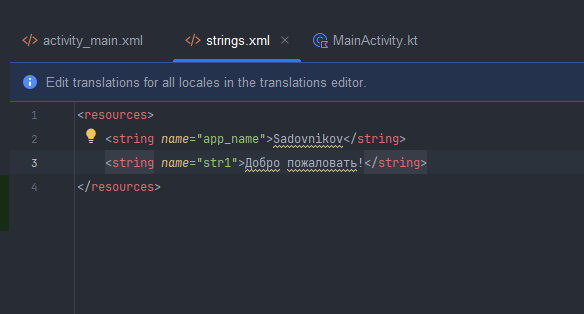 activity_main.xml strings.xml MainActivity.kt
Edit translations for all locales in the translations editor.
1 <resources>
2 <string name="app_name">Sadovnikov</string>
3 <string name="str1">Добро пожаловать!</string>
4 </resources>